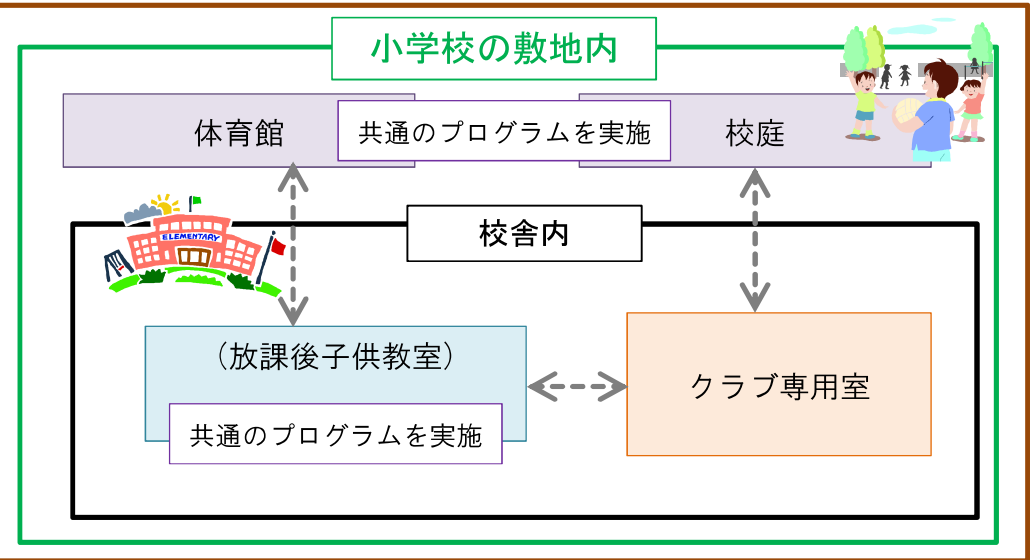 小学校の敷地内
体育館
共通のプログラムを実施
校庭
校舎内
ELEMENTARY
（放課後子供教室）
共通のプログラムを実施
クラブ専用室